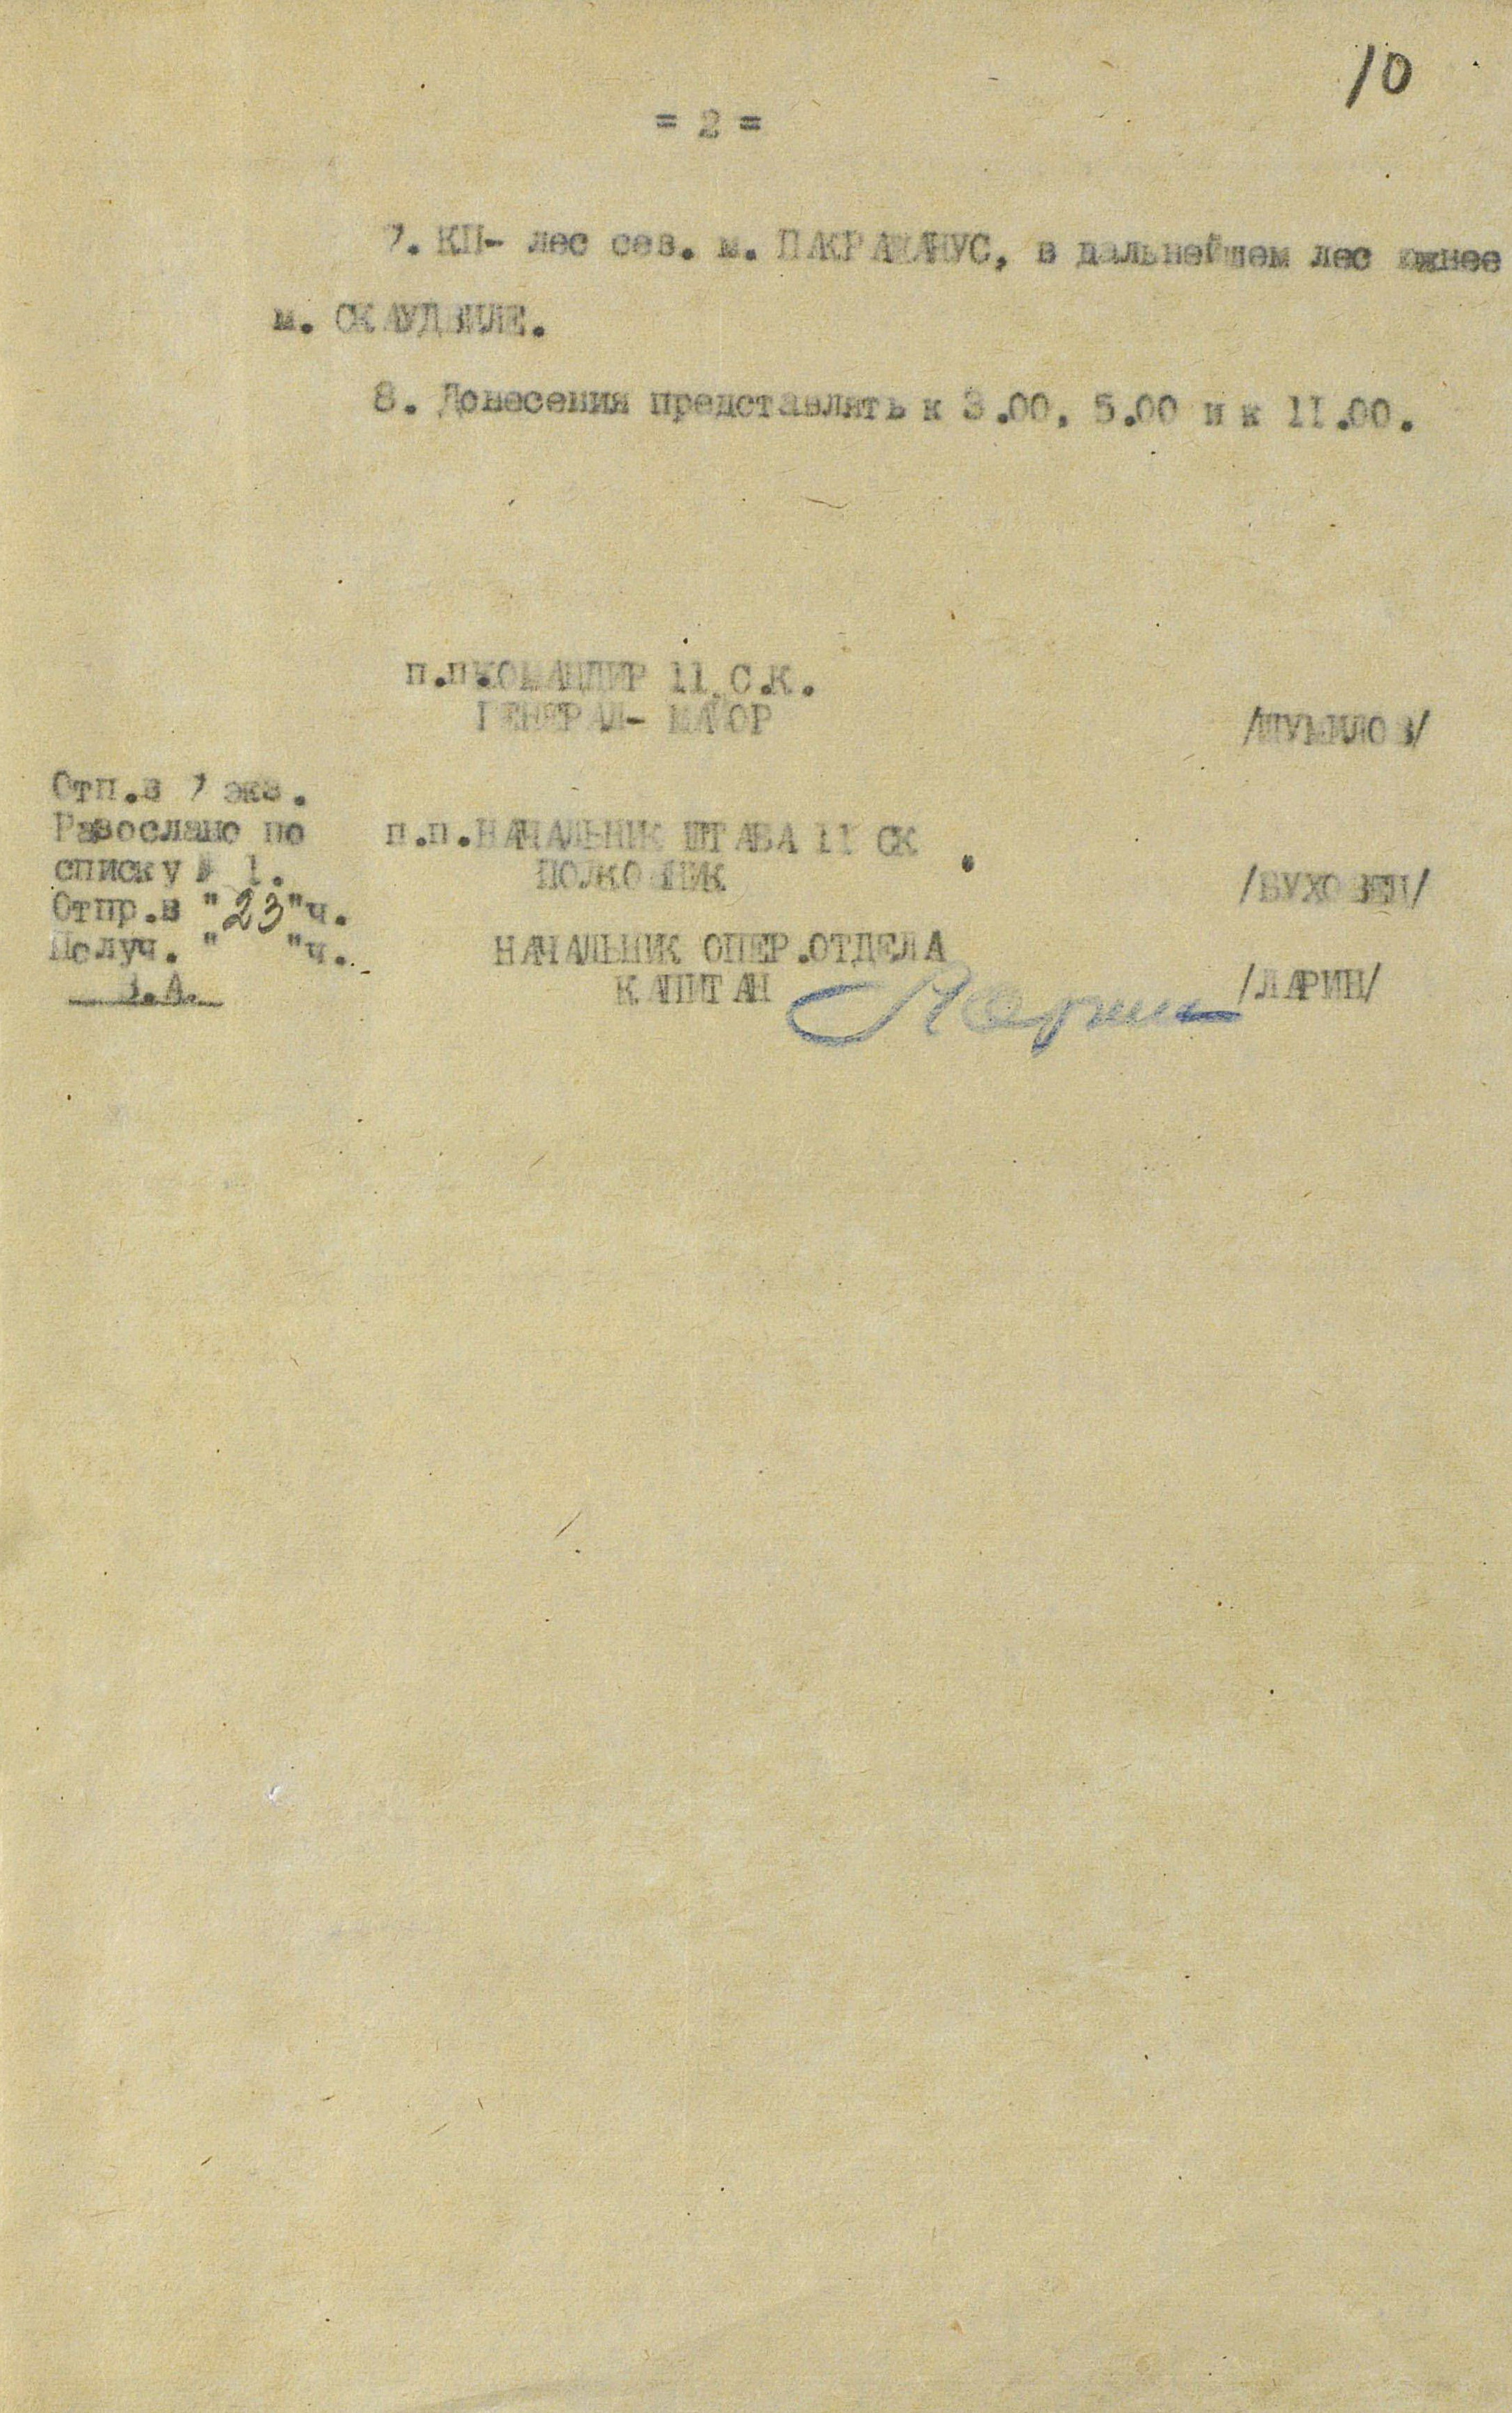 10
= 2 =
7. КП- лес сев. м. ПАКРАЖАНУС, в дальнейшем лес южнее
м. СКАУДВИЛЕ.
8. Донесения представлять к 3.00, 5.00 и к 11.00.
п.п.КОМАНДИР 11 С.К.
ГЕНЕРАЛ- МАЙОР /ШУМИЛОВ/
Отп.в 7 экз.
Разослано по
списку № 1.
Отпр.в "23"ч.
Получ. " "ч.
п.п.НАЧАЛЬНИК ШТАБА 11 СК
ПОЛКОВНИК
НАЧАЛЬНИК ОПЕР.ОТДЕЛА
КАПИТАН Ларин /ЛАРИН/